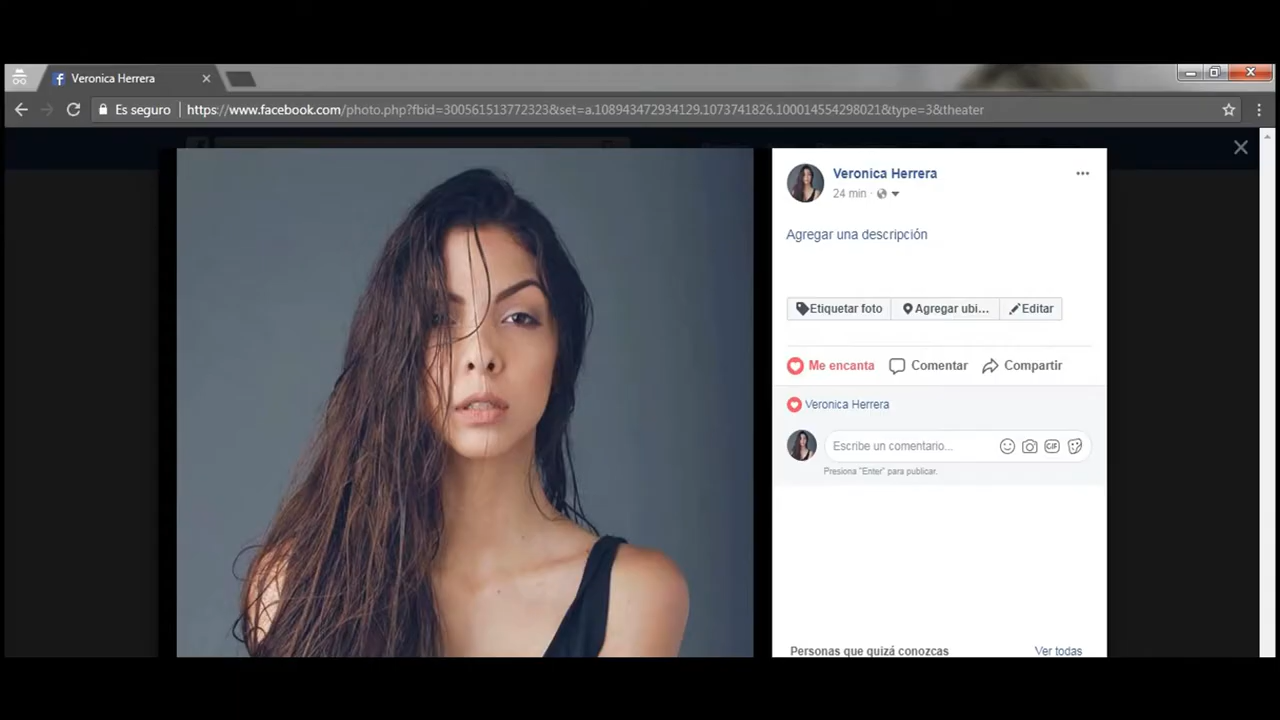 Veronica Herrera
Es seguro
https://www.facebook.com/photo.php?fbid=300561513772323&set=a.108943472934129.1073741826.100014554298021&type=3&theater
Veronica Herrera
24 min
Agregar una descripción
Etiquetar foto
Agregar ubi...
Editar
Me encanta
Comentar
Compartir
Veronica Herrera
Escribe un comentario...
GIF
Presiona "Enter" para publicar.
Personas que quizá conozcas
Ver todas